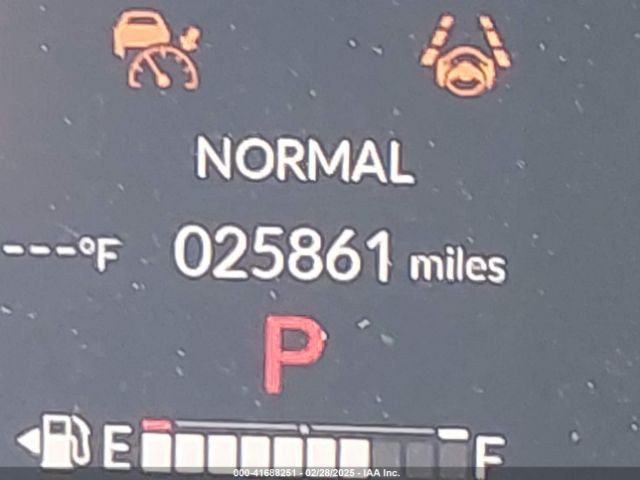 NORMAL
---°F 025861 miles
P
E F
000-41688251 - 02/28/2025 - IAA Inc.